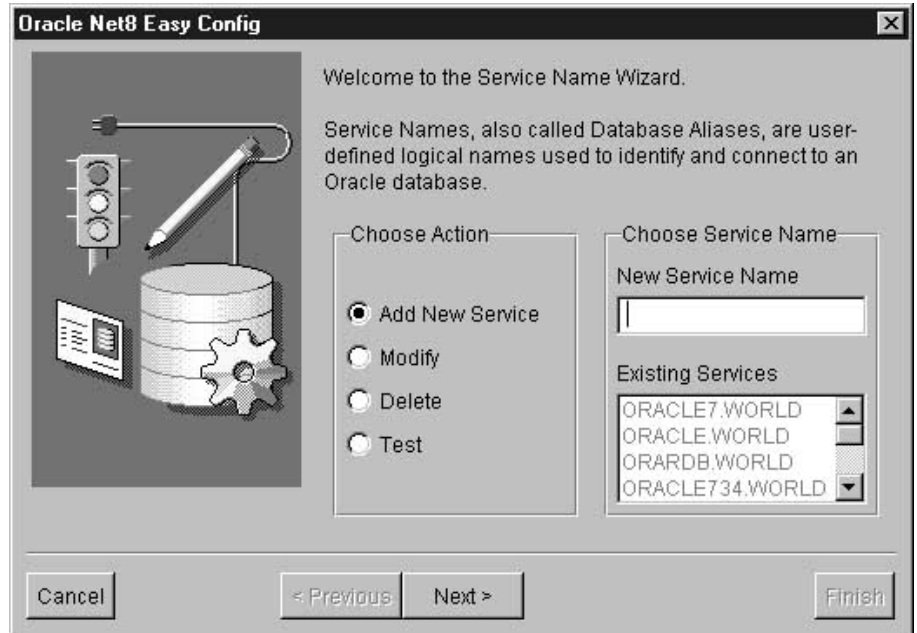 Oracle Net8 Easy Config
Welcome to the Service Name Wizard.
Service Names, also called Database Aliases, are user-
defined logical names used to identify and connect to an
Oracle database.
Choose Action
Add New Service
Modify
Delete
Test
Choose Service Name
New Service Name
Existing Services
ORACLE7.WORLD
ORACLE.WORLD
ORARDB.WORLD
ORACLE734.WORLD
Cancel
< Previous
Next >
Finish